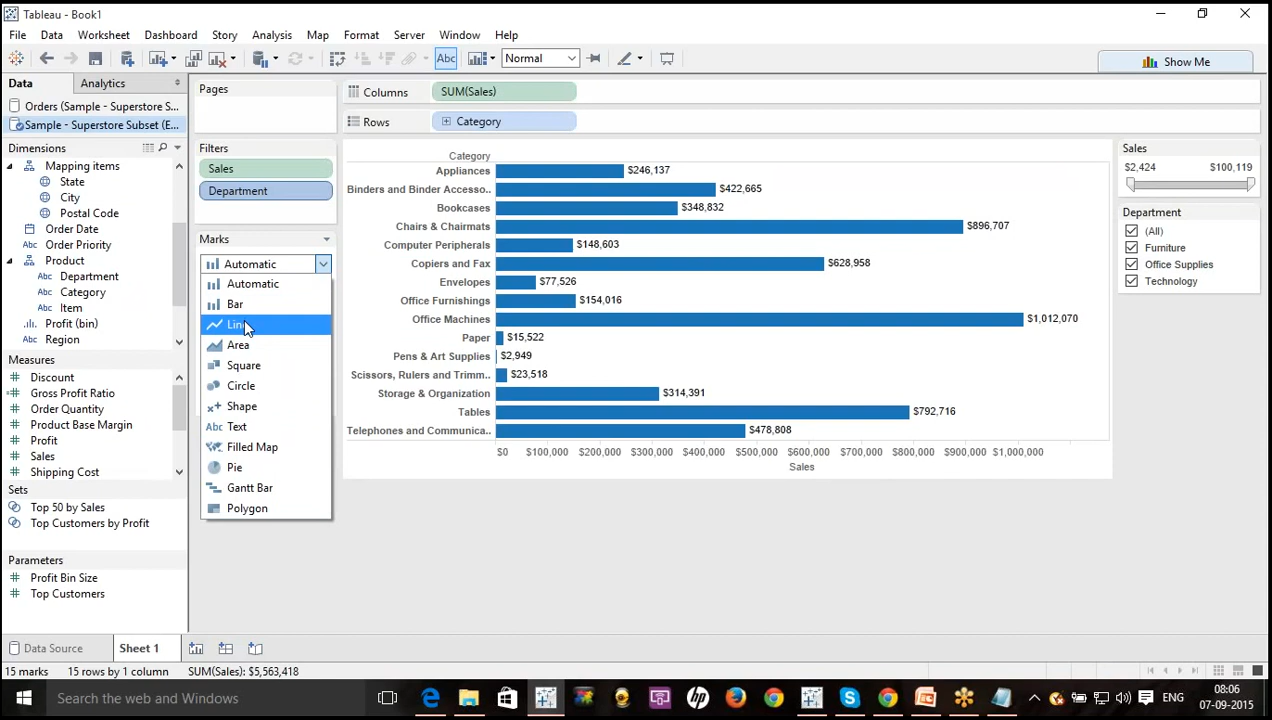 Tableau - Book1
File Data Worksheet Dashboard Story Analysis Map Format Server Window Help
Abc Normal Show Me
Data Analytics
Orders (Sample - Superstore S...
Sample - Superstore Subset (E...
Dimensions
Mapping items
State
City
Postal Code
Order Date
Abc Order Priority
Product
Abc Department
Abc Category
Abc Item
Profit (bin)
Abc Region
Measures
Discount
Gross Profit Ratio
Order Quantity
Product Base Margin
Profit
Sales
Shipping Cost
Sets
Top 50 by Sales
Top Customers by Profit
Parameters
Profit Bin Size
Top Customers
Pages
Filters
Sales
Department
Marks
Automatic
Automatic
Bar
Line
Area
Square
Circle
Shape
Abc Text
Filled Map
Pie
Gantt Bar
Polygon
Columns SUM(Sales)
Rows Category
Category
Appliances $246,137
Binders and Binder Accesso.. $422,665
Bookcases $348,832
Chairs & Chairmats $896,707
Computer Peripherals $148,603
Copiers and Fax $628,958
Envelopes $77,526
Office Furnishings $154,016
Office Machines $1,012,070
Paper $15,522
Pens & Art Supplies $2,949
Scissors, Rulers and Trimm.. $23,518
Storage & Organization $314,391
Tables $792,716
Telephones and Communica.. $478,808
$0 $100,000 $200,000 $300,000 $400,000 $500,000 $600,000 $700,000 $800,000 $900,000 $1,000,000
Sales
Sales
$2,424 $100,119
Department
(All)
Furniture
Office Supplies
Technology
Data Source Sheet 1
15 marks 15 rows by 1 column SUM(Sales): $5,563,418
Search the web and Windows
ENG
08:06
07-09-2015